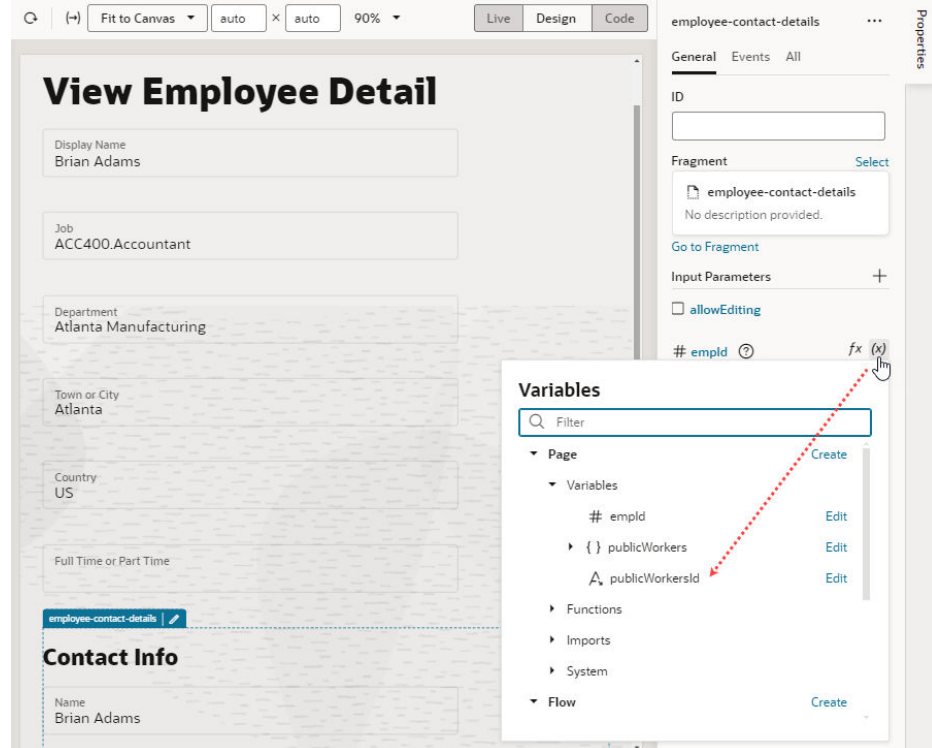 Fit to Canvas auto × auto 90% Live Design Code
View Employee Detail
Display Name
Brian Adams
Job
ACC400.Accountant
Department
Atlanta Manufacturing
Town or City
Atlanta
Country
US
Full Time or Part Time
employee-contact-details
Contact Info
Name
Brian Adams
employee-contact-details ...
General Events All
ID
Fragment Select
employee-contact-details
No description provided.
Go to Fragment
Input Parameters +
allowEditing
# empId ? fx (x)
Variables
Filter
Page Create
Variables
# empId Edit
{ } publicWorkers Edit
A publicWorkersId Edit
Functions
Imports
System
Flow Create
Properties